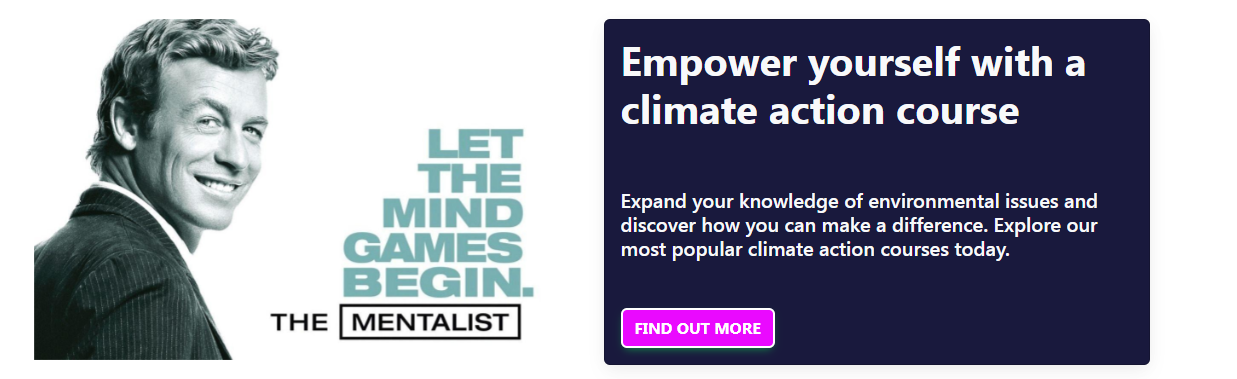 LET
THE
MIND
GAMES
BEGIN.
THE MENTALIST
Empower yourself with a
climate action course
Expand your knowledge of environmental issues and
discover how you can make a difference. Explore our
most popular climate action courses today.
FIND OUT MORE